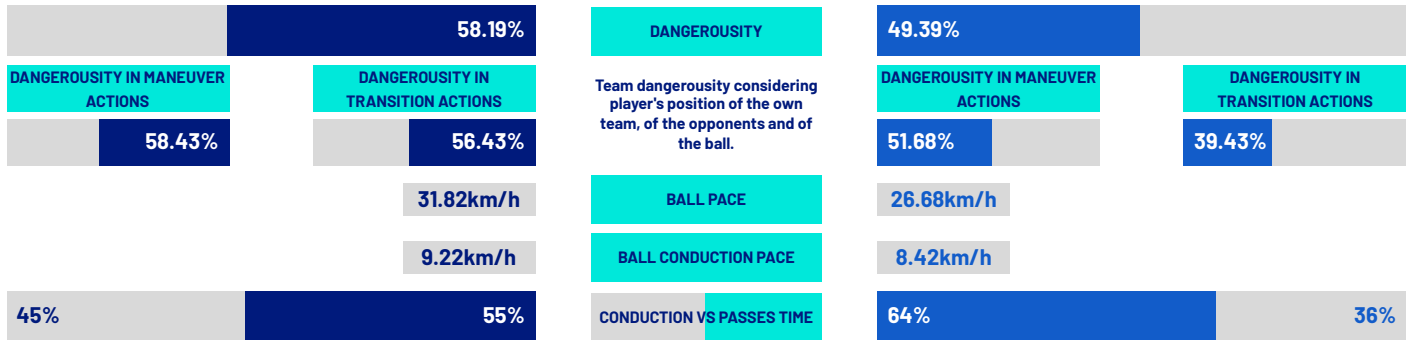 58.19%
DANGEROUSITY
49.39%
DANGEROUSITY IN MANEUVER
ACTIONS
DANGEROUSITY IN
TRANSITION ACTIONS
Team dangerousity considering
player's position of the own
team, of the opponents and of
the ball.
DANGEROUSITY IN MANEUVER
ACTIONS
DANGEROUSITY IN
TRANSITION ACTIONS
58.43%
56.43%
51.68%
39.43%
31.82km/h
BALL PACE
26.68km/h
9.22km/h
BALL CONDUCTION PACE
8.42km/h
45%
55%
CONDUCTION VS PASSES TIME
64%
36%